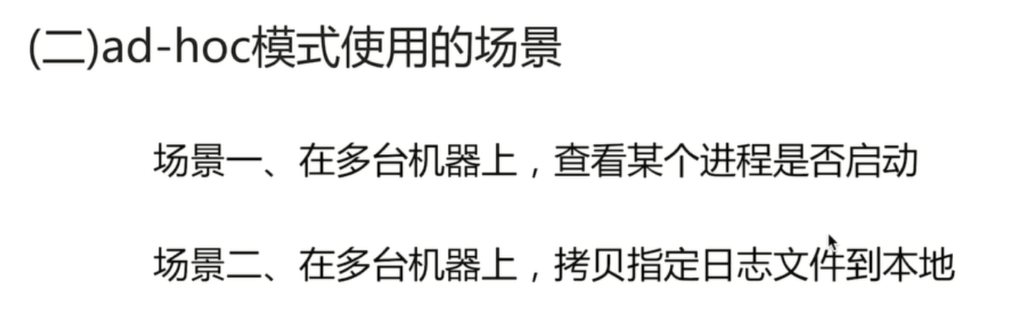 (二)ad-hoc模式使用的场景
场景一、在多台机器上，查看某个进程是否启动
场景二、在多台机器上，拷贝指定日志文件到本地